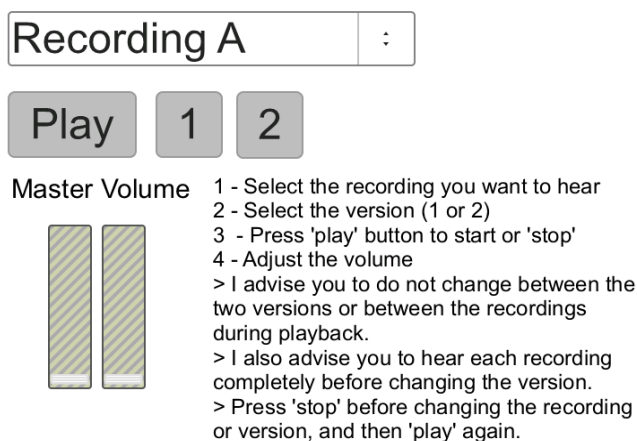 Recording A
Play 1 2
Master Volume
1 - Select the recording you want to hear
2 - Select the version (1 or 2)
3  - Press 'play' button to start or 'stop'
4 - Adjust the volume
> I advise you to do not change between the
two versions or between the recordings
during playback.
> I also advise you to hear each recording
completely before changing the version.
> Press 'stop' before changing the recording
or version, and then 'play' again.